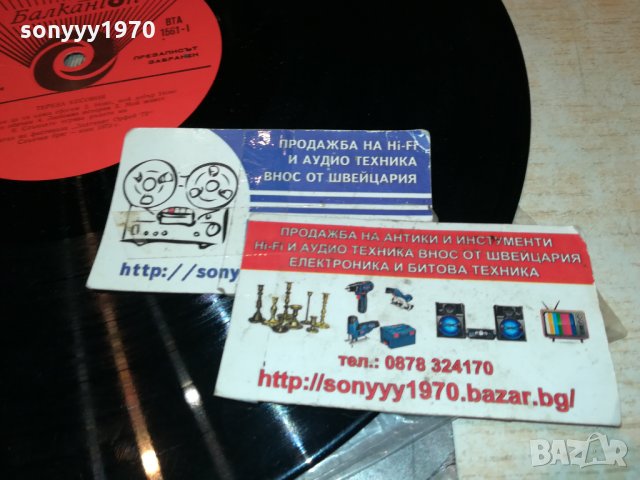 sonyyy1970
Балкантон
ВТА
1561-I
ПРЕЗАПИСЪТ
ЗАБРАНЕН
ПРОДАЖБА НА Hi-Fi
И АУДИО ТЕХНИКА
ВНОС ОТ ШВЕЙЦАРИЯ
http://sony
ПРОДАЖБА НА АНТИКИ И ИНСТУМЕНТИ
Hi-Fi И АУДИО ТЕХНИКА ВНОС ОТ ШВЕЙЦАРИЯ
ЕЛЕКТРОНИКА И БИТОВА ТЕХНИКА
тел.: 0878 324170
http://sonyyy1970.bazar.bg/
sonyyy1970
BAZAR